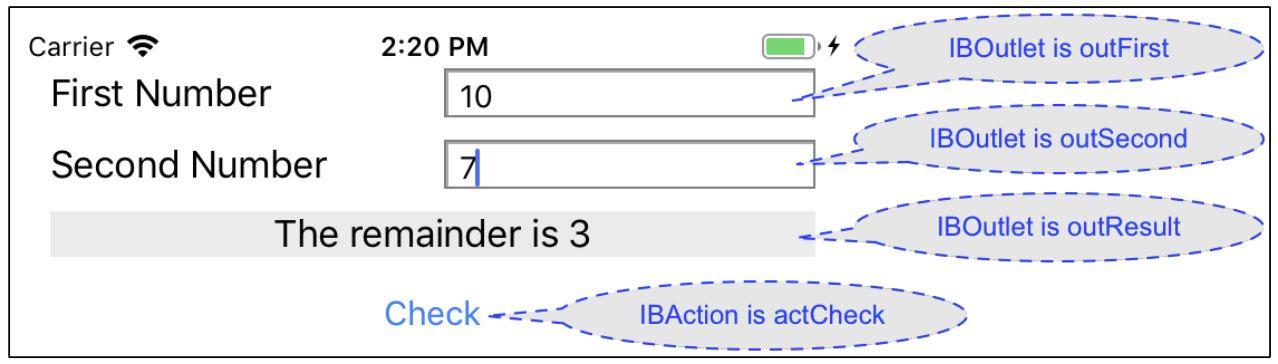 Carrier 2:20 PM
IBOutlet is outFirst
First Number 10
IBOutlet is outSecond
Second Number 7
IBOutlet is outResult
The remainder is 3
Check
IBAction is actCheck